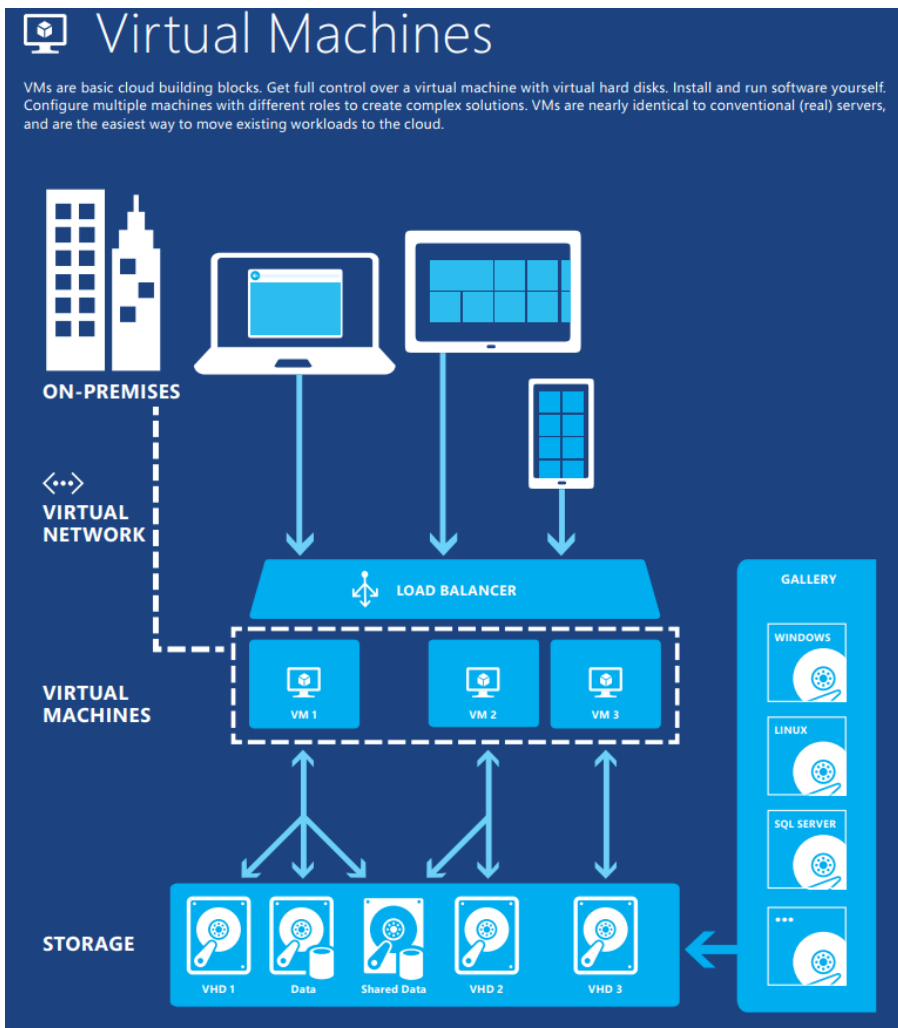 Virtual Machines
VMs are basic cloud building blocks. Get full control over a virtual machine with virtual hard disks. Install and run software yourself.
Configure multiple machines with different roles to create complex solutions. VMs are nearly identical to conventional (real) servers,
and are the easiest way to move existing workloads to the cloud.
ON-PREMISES
VIRTUAL
NETWORK
LOAD BALANCER
GALLERY
WINDOWS
LINUX
SQL SERVER
...
VIRTUAL
MACHINES
VM 1
VM 2
VM 3
STORAGE
VHD 1
Data
Shared Data
VHD 2
VHD 3